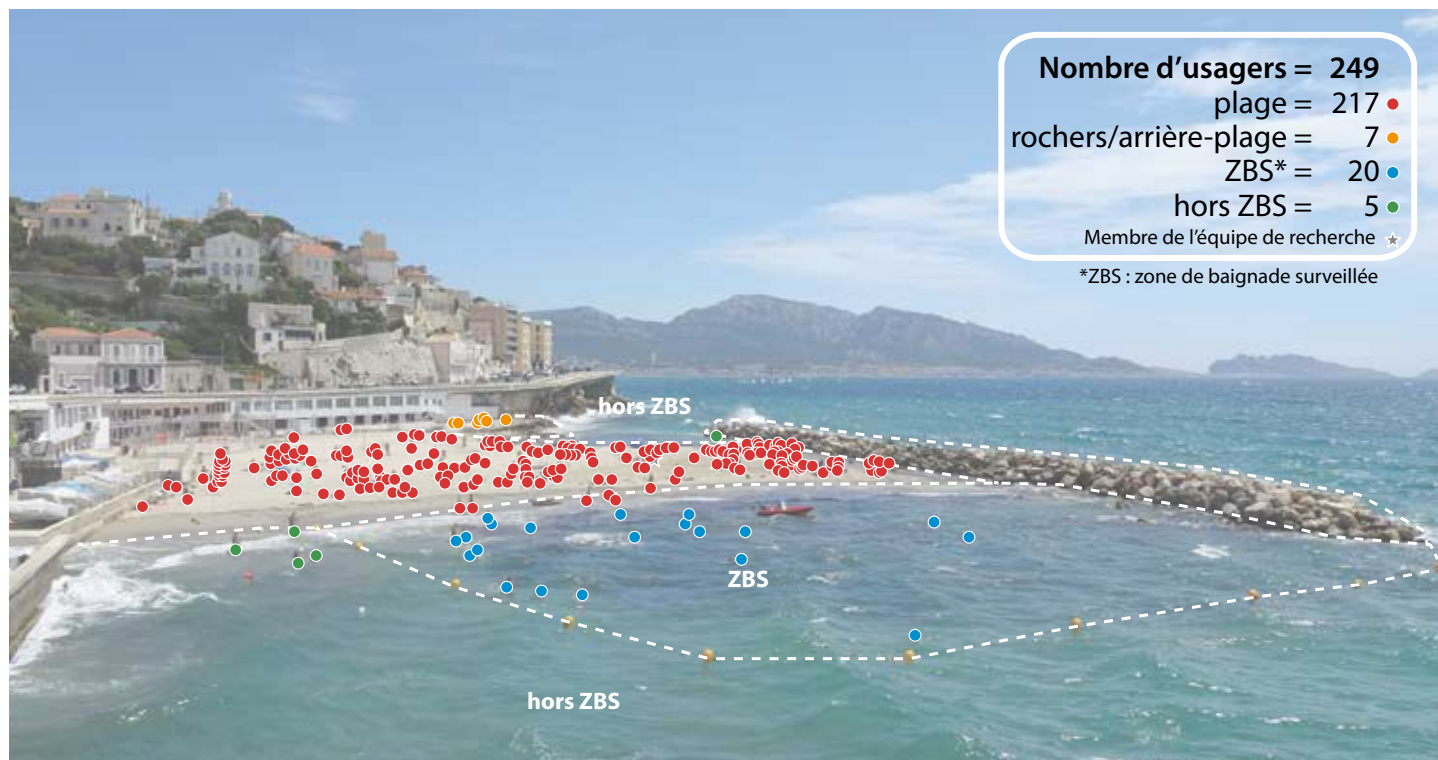 Nombre d'usagers = 249
plage = 217
rochers/arrière-plage = 7
ZBS* = 20
hors ZBS = 5
Membre de l'équipe de recherche
*ZBS : zone de baignade surveillée
hors ZBS
ZBS
hors ZBS